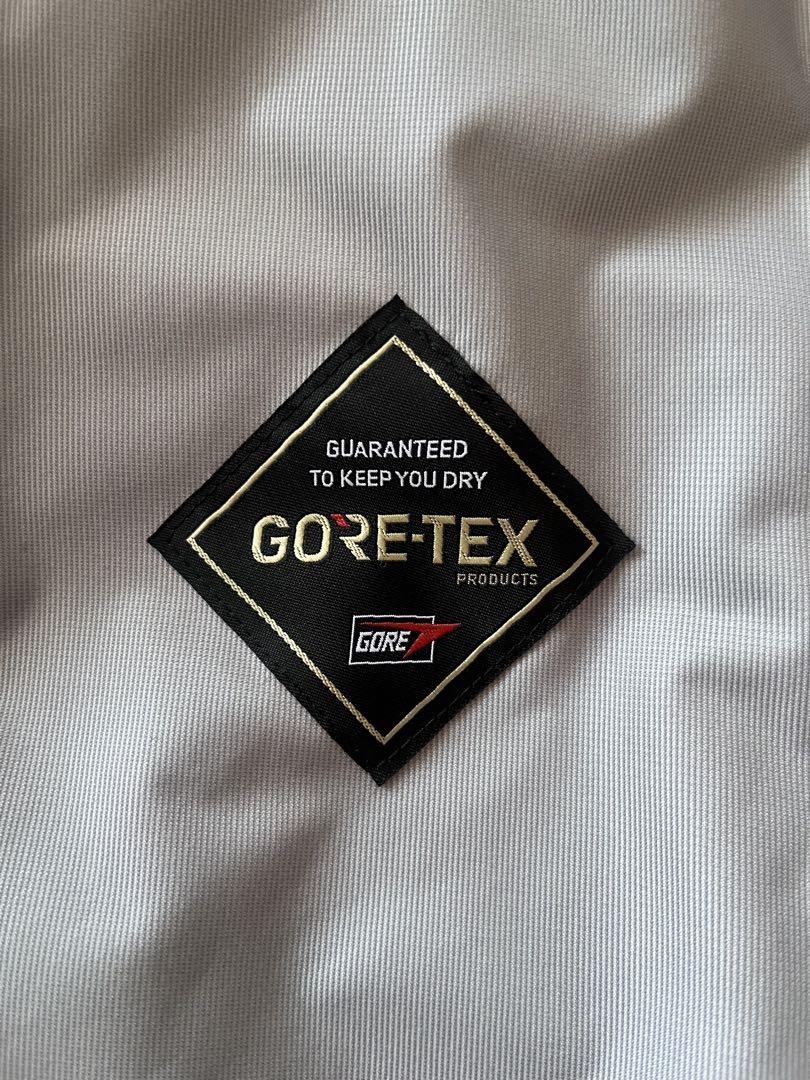 GUARANTEED
TO KEEP YOU DRY
GORE-TEX
PRODUCTS
GORE